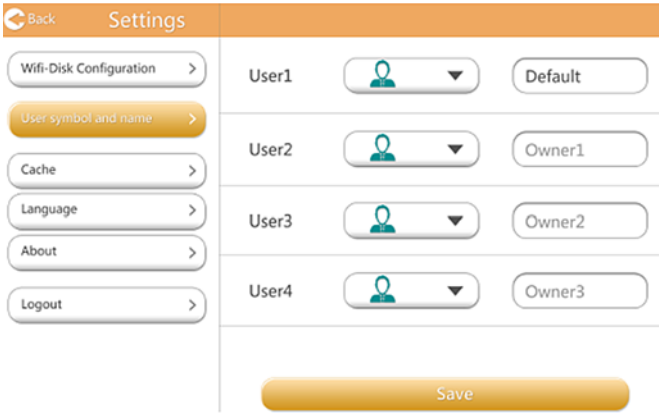 Back Settings
Wifi-Disk Configuration
User symbol and name
Cache
Language
About
Logout
User1 Default
User2 Owner1
User3 Owner2
User4 Owner3
Save